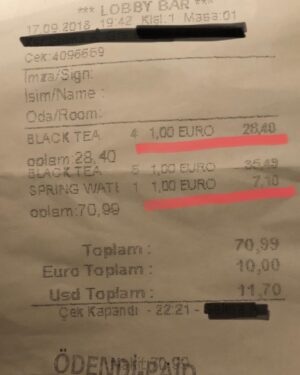 *** LOBBY BAR ***
17.09.2018 19:42 Kisi:1 Masa:01
Çek:4096659
Imza/Sign:
Isim/Name :
Oda/Room:
BLACK TEA 4 1,00 EURO 28,40
oplam:28,40
BLACK TEA 5 1,00 EURO 35,49
SPRING WATE 1 1,00 EURO 7,10
oplam:70,99
Toplam : 70,99
Euro Toplam : 10,00
Usd Toplam : 11,70
Çek Kapandı - 22:21 -
ÖDENDİ-PAID